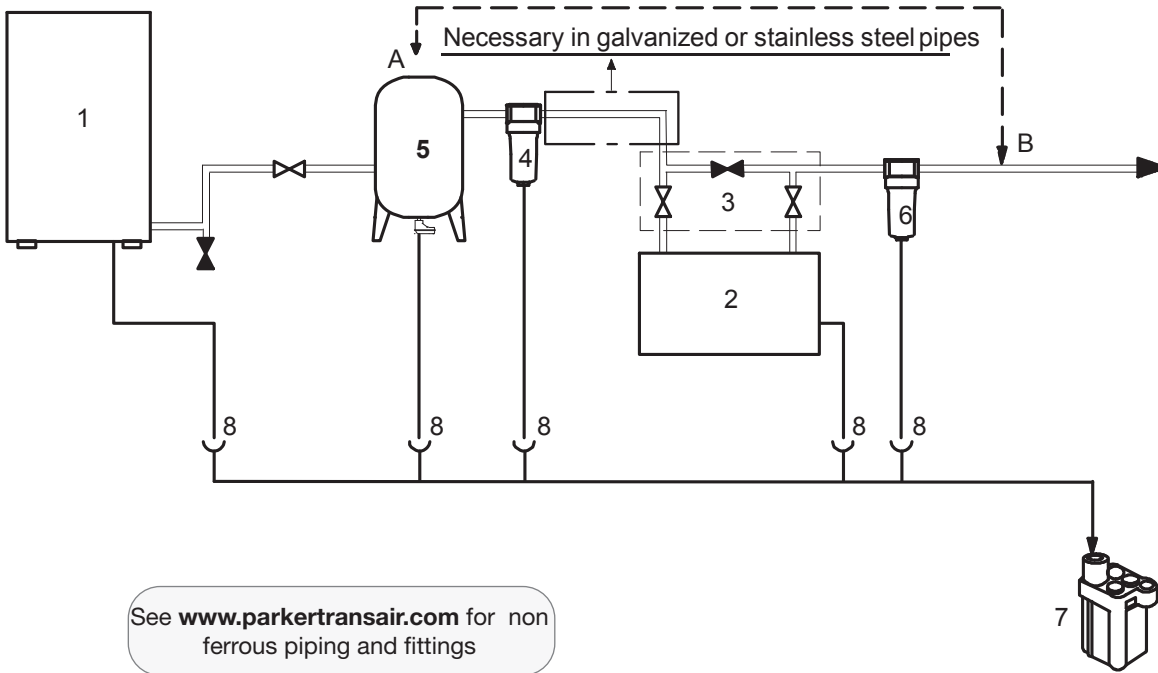 Necessary in galvanized or stainless steel pipes
A
1
5
4
B
3
6
2
8
8
8
8
8
See www.parkertransair.com for non
ferrous piping and fittings
7